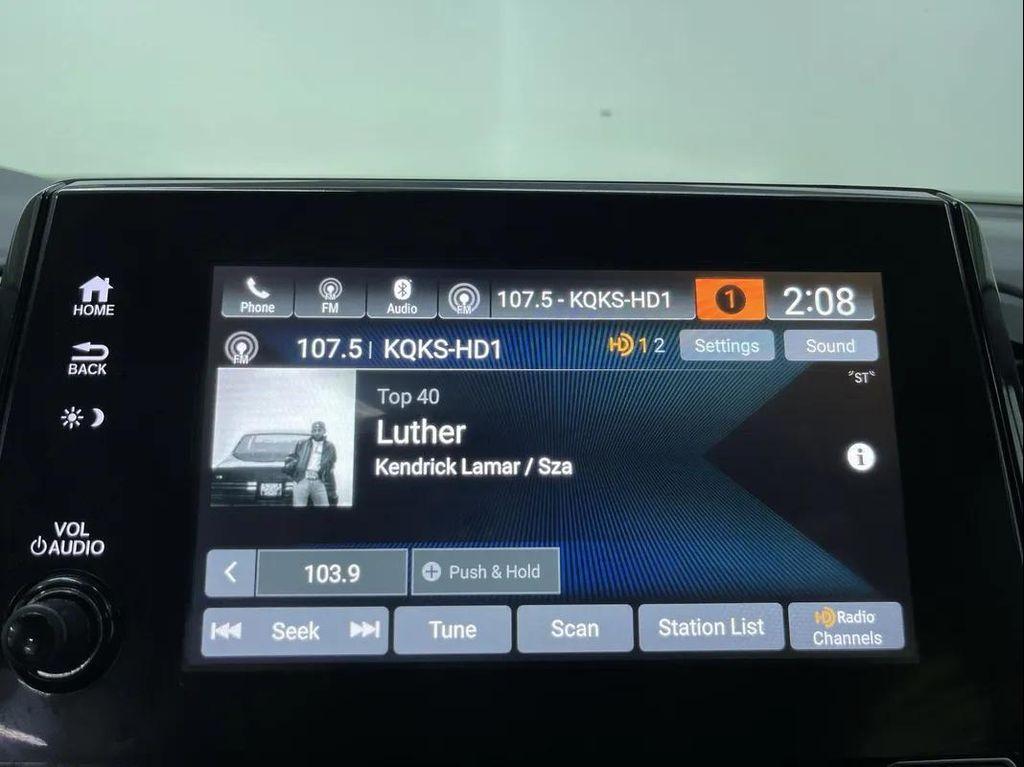 HOME
BACK
VOL
AUDIO
Phone
FM
Audio
FM
107.5 - KQKS-HD1
1
2:08
FM
107.5 | KQKS-HD1
HD 1 2
Settings
Sound
"ST"
Top 40
Luther
Kendrick Lamar / Sza
i
103.9
Push & Hold
Seek
Tune
Scan
Station List
HD Radio
Channels